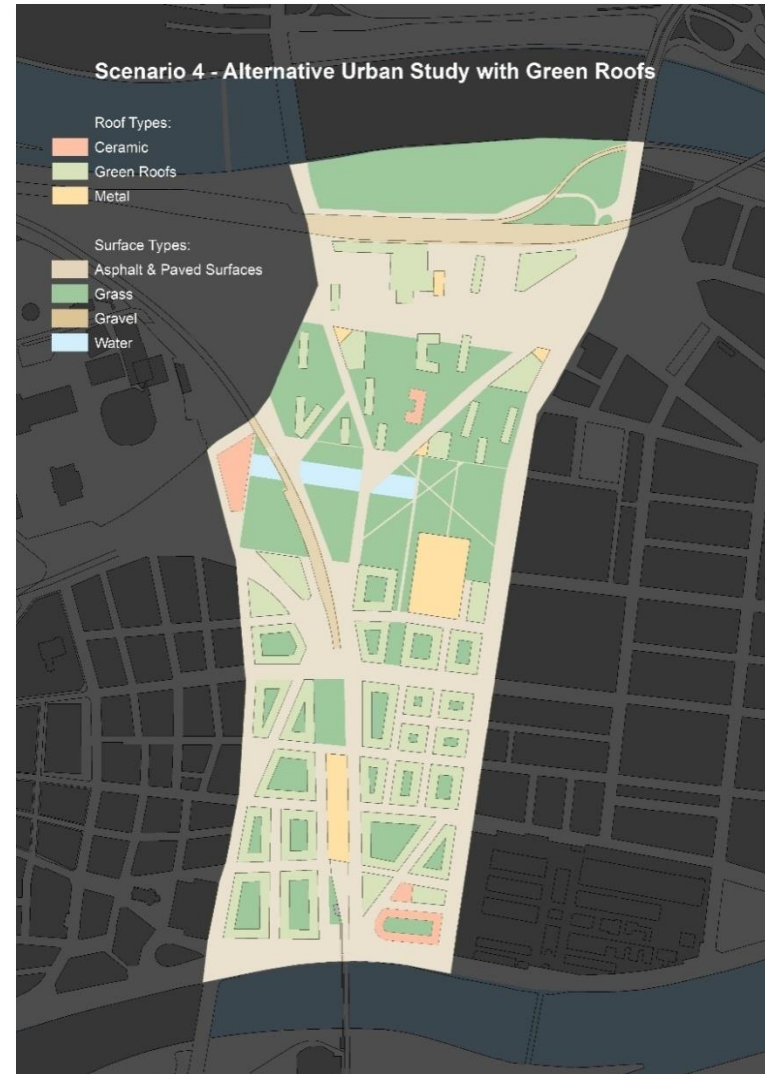 Scenario 4 - Alternative Urban Study with Green Roofs
Roof Types:
Ceramic
Green Roofs
Metal
Surface Types:
Asphalt & Paved Surfaces
Grass
Gravel
Water